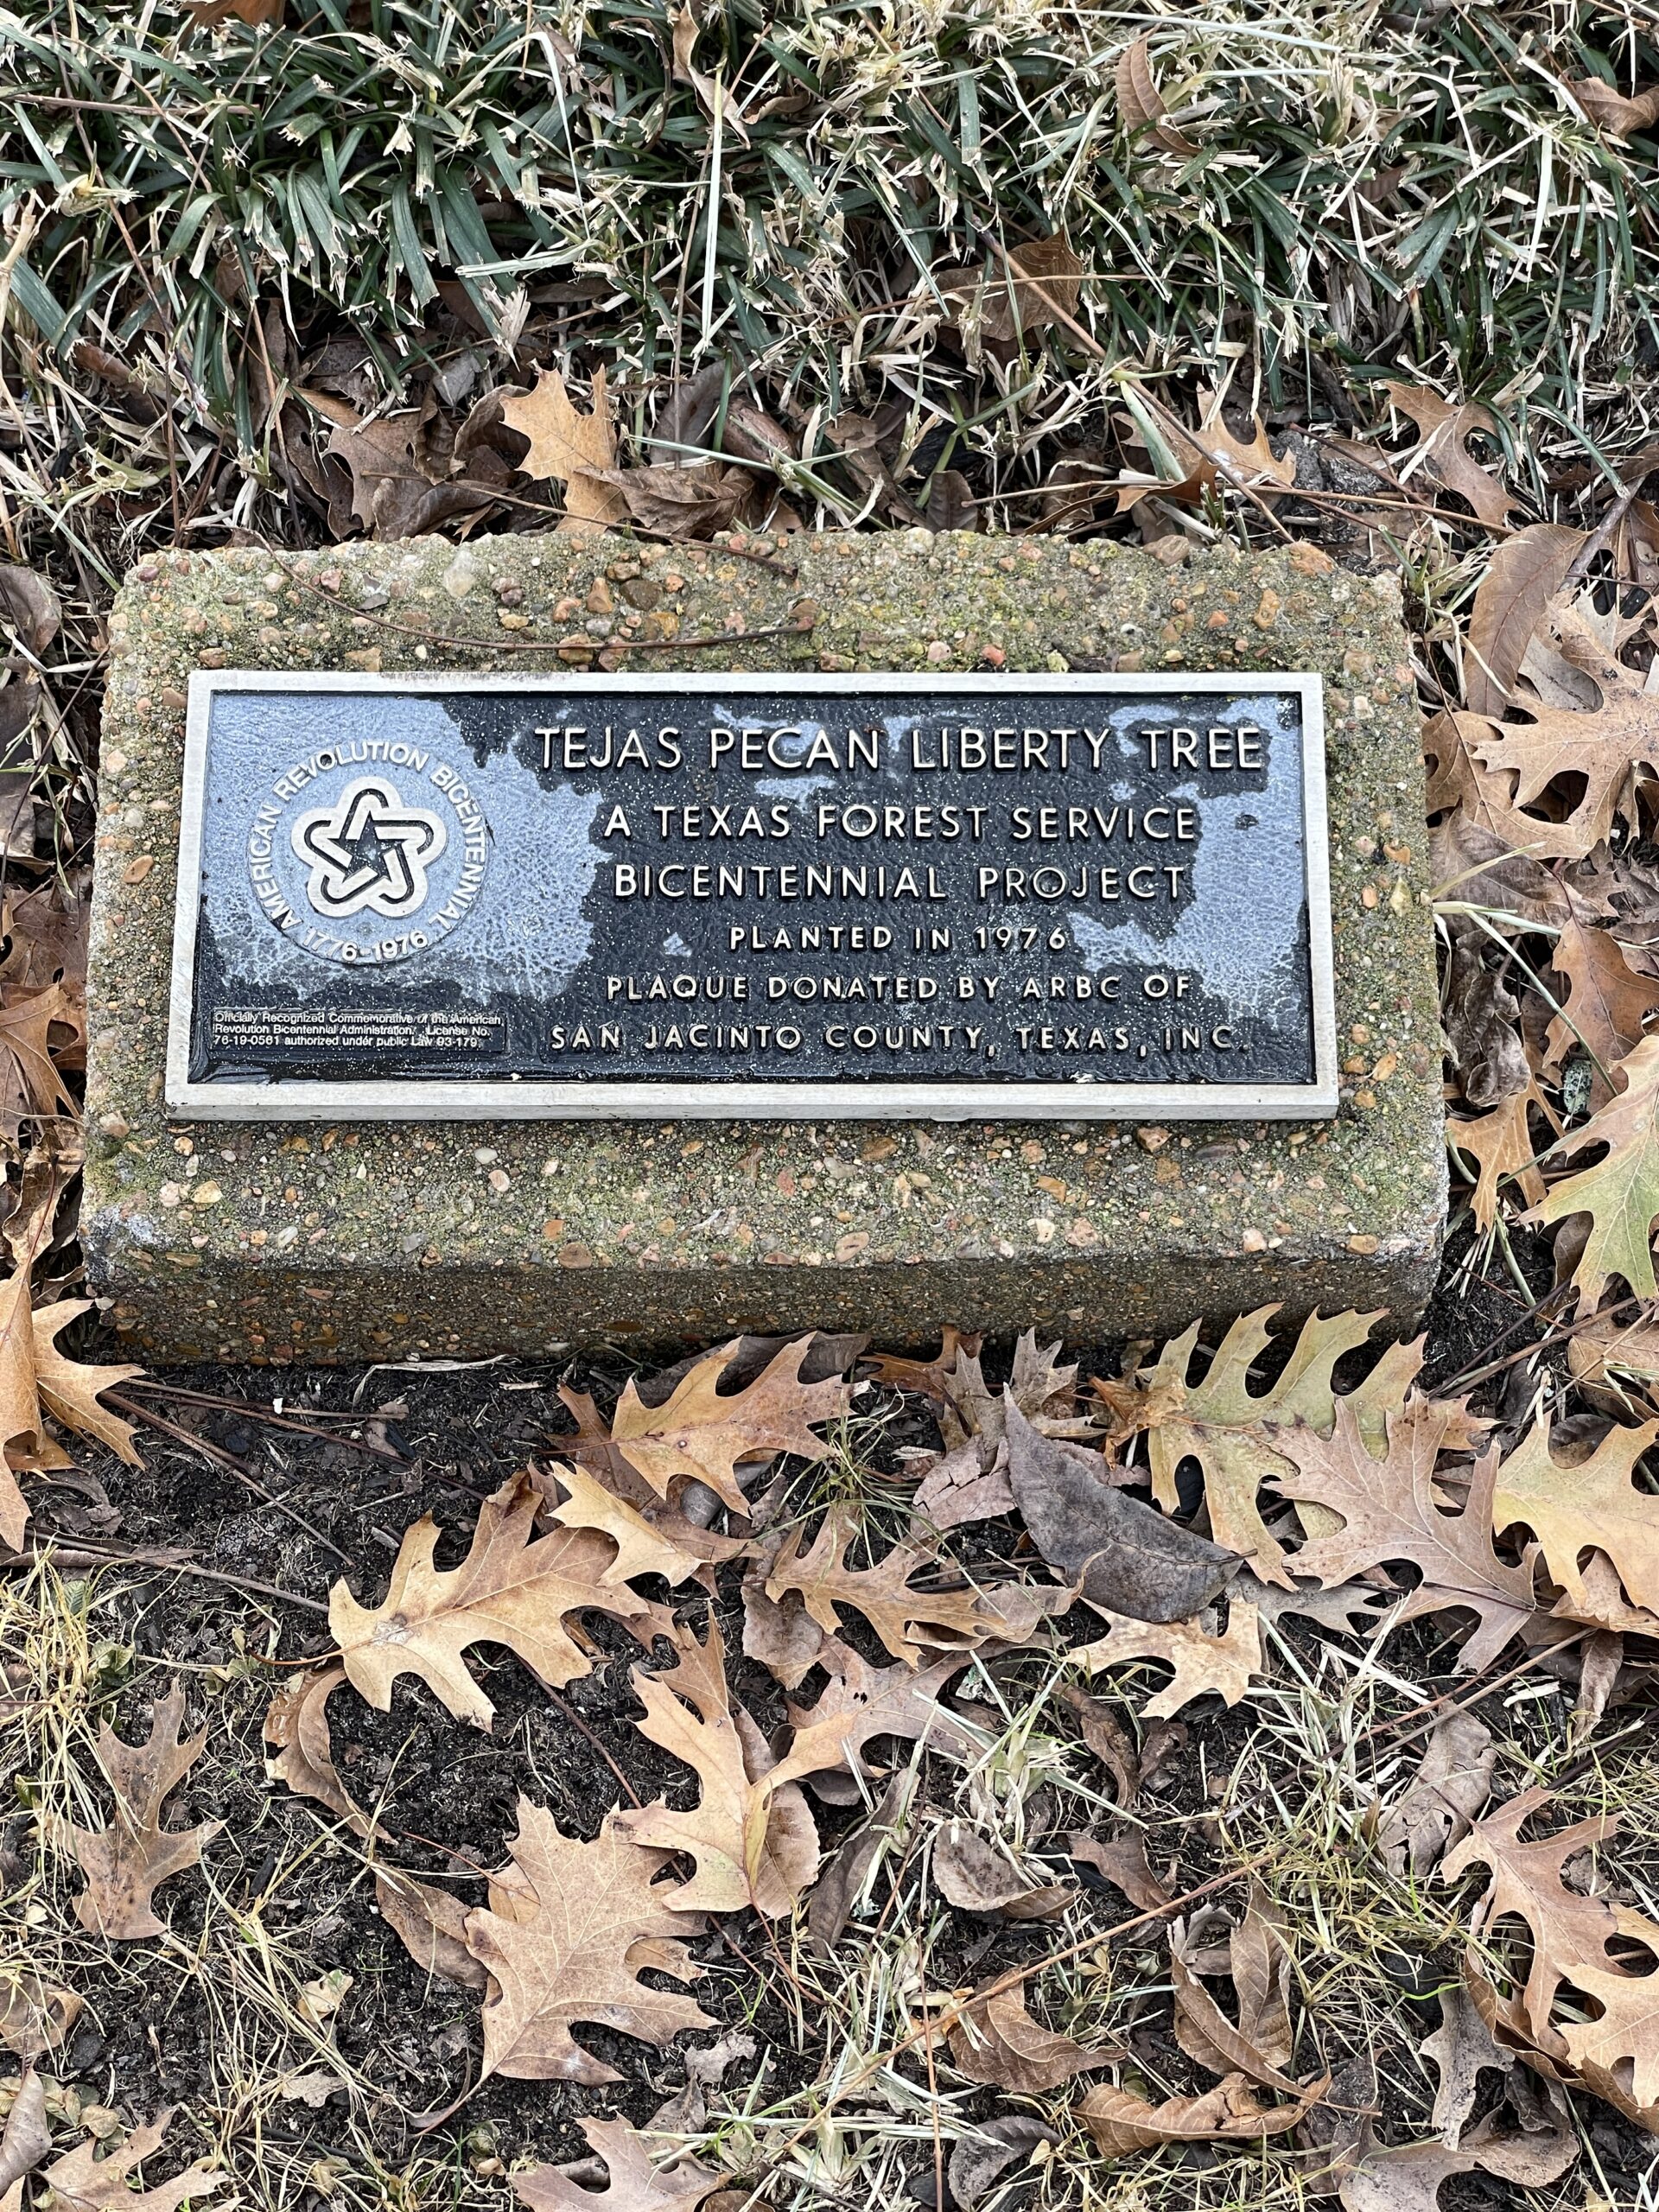 AMERICAN REVOLUTION BICENTENNIAL
1776-1976
Officially Recognized Commemorative of the American
Revolution Bicentennial Administration. License No.
76-19-0561 authorized under public Law 93-179.
TEJAS PECAN LIBERTY TREE
A TEXAS FOREST SERVICE
BICENTENNIAL PROJECT
PLANTED IN 1976
PLAQUE DONATED BY ARBC OF
SAN JACINTO COUNTY, TEXAS, INC.